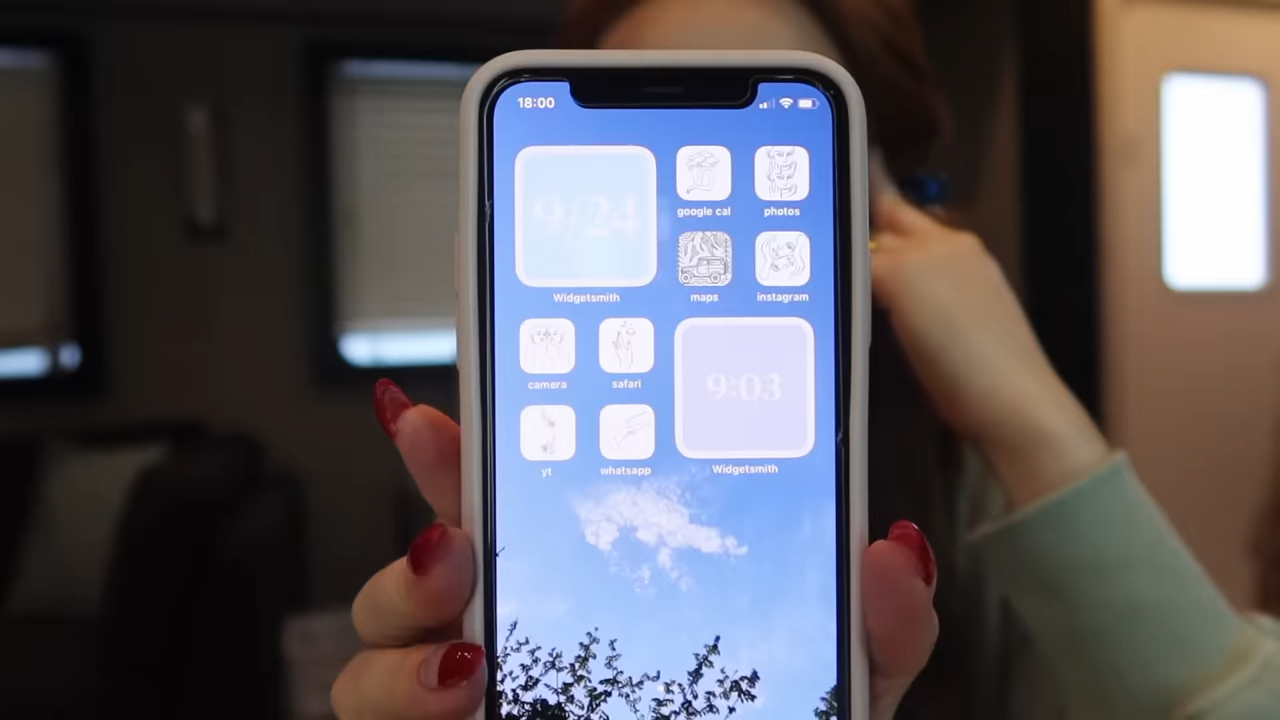 18:00
9/24
google cal
photos
Widgetsmith
maps
instagram
camera
safari
9:03
yt
whatsapp
Widgetsmith